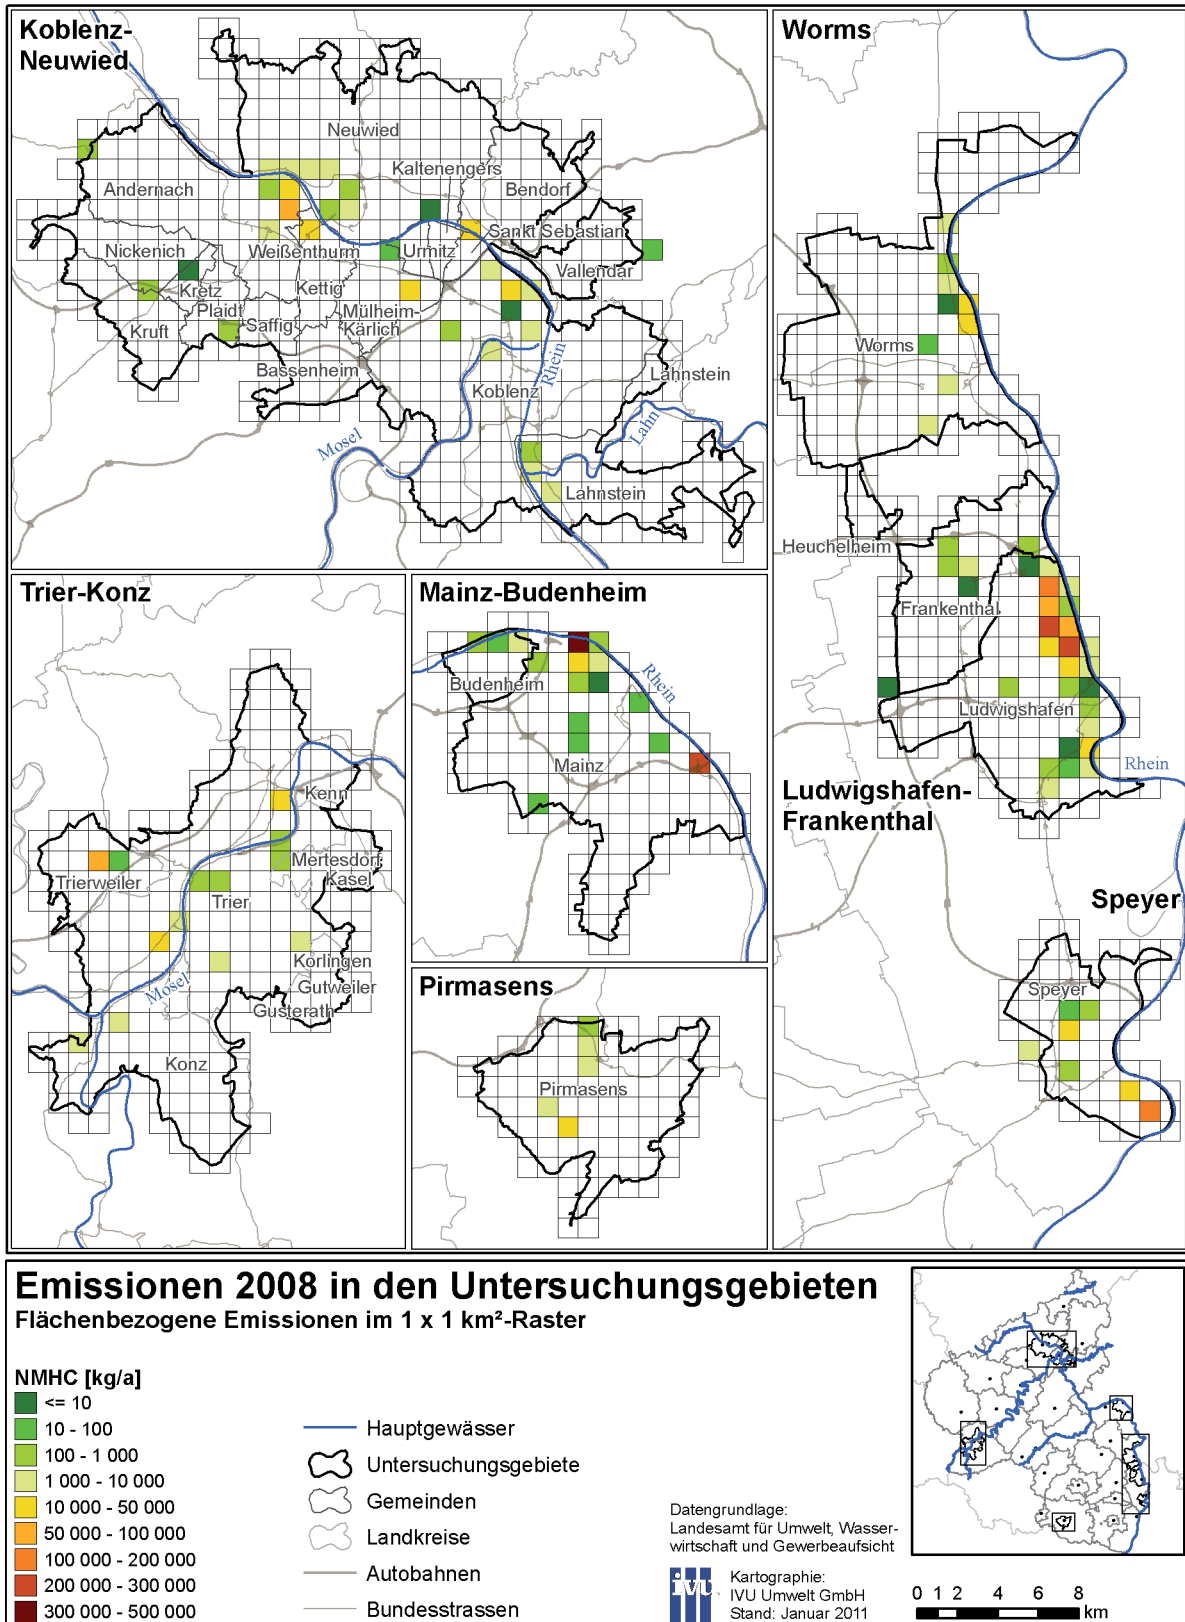 Koblenz-
Neuwied
Neuwied
Kaltenengers
Andernach
Bendorf
Sankt Sebastian
Nickenich
Weißenthurm
Urmitz
Vallendar
Kretz
Kettig
Plaidt
Mülheim-
Kärlich
Kruft
Saffig
Bassenheim
Koblenz
Rhein
Lahnstein
Mosel
Lahn
Lahnstein
Worms
Worms
Heuchelheim
Frankenthal
Ludwigshafen
Rhein
Ludwigshafen-
Frankenthal
Speyer
Speyer
Trier-Konz
Kenn
Mertesdorf
Kasel
Trierweiler
Trier
Korlingen
Gutweiler
Gusterath
Mosel
Konz
Mainz-Budenheim
Rhein
Budenheim
Mainz
Pirmasens
Pirmasens
Emissionen 2008 in den Untersuchungsgebieten
Flächenbezogene Emissionen im 1 x 1 km²-Raster
NMHC [kg/a]
<= 10
10 - 100
100 - 1 000
1 000 - 10 000
10 000 - 50 000
50 000 - 100 000
100 000 - 200 000
200 000 - 300 000
300 000 - 500 000
Hauptgewässer
Untersuchungsgebiete
Gemeinden
Landkreise
Autobahnen
Bundesstrassen
Datengrundlage:
Landesamt für Umwelt, Wasser-
wirtschaft und Gewerbeaufsicht
ivu
Kartographie:
IVU Umwelt GmbH
Stand: Januar 2011
0 1 2 4 6 8
km